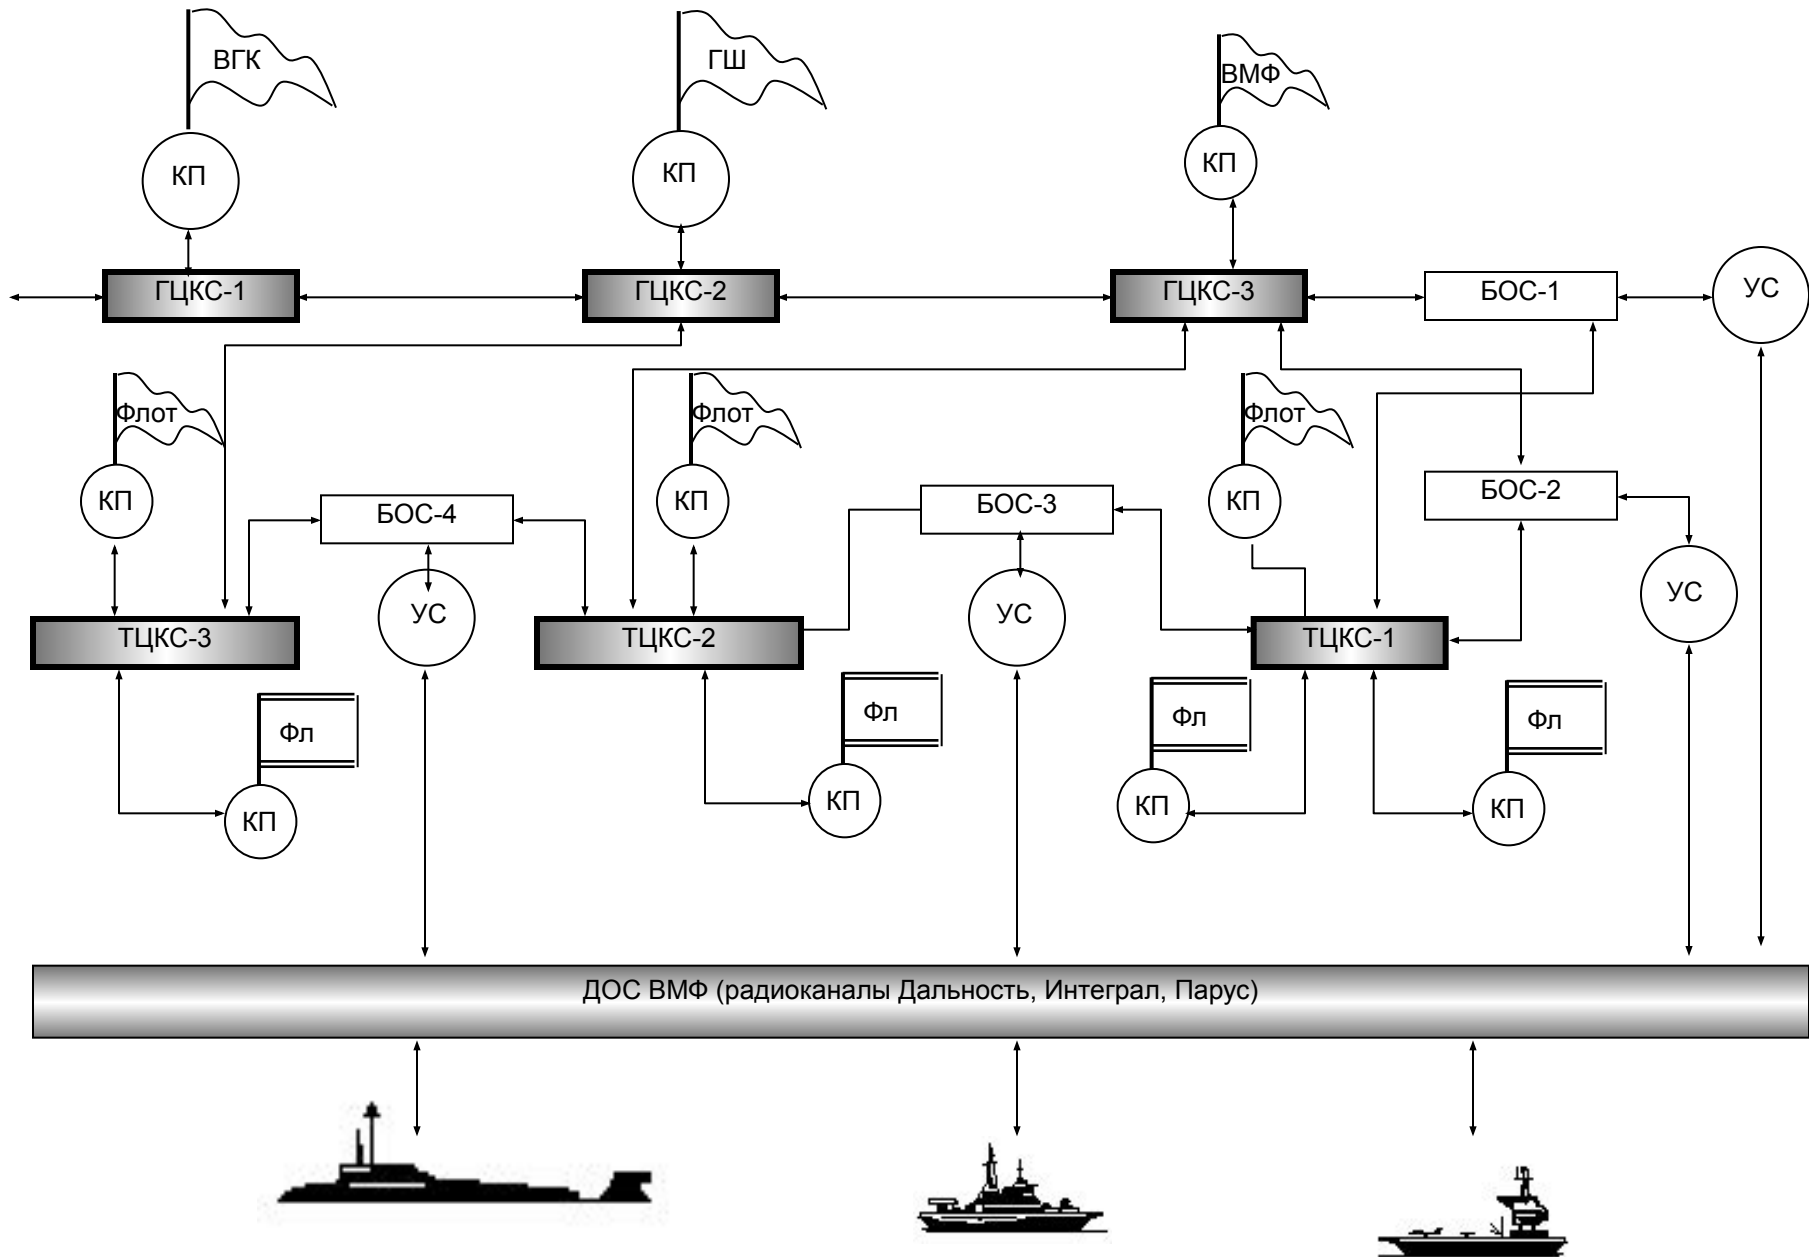 ВГК
ГШ
ВМФ
КП
КП
КП
ГЦКС-1
ГЦКС-2
ГЦКС-3
БОС-1
УС
Флот
Флот
Флот
КП
КП
КП
БОС-4
БОС-3
БОС-2
УС
УС
УС
ТЦКС-3
ТЦКС-2
ТЦКС-1
Фл
Фл
Фл
Фл
КП
КП
КП
КП
ДОС ВМФ (радиоканалы Дальность, Интеграл, Парус)